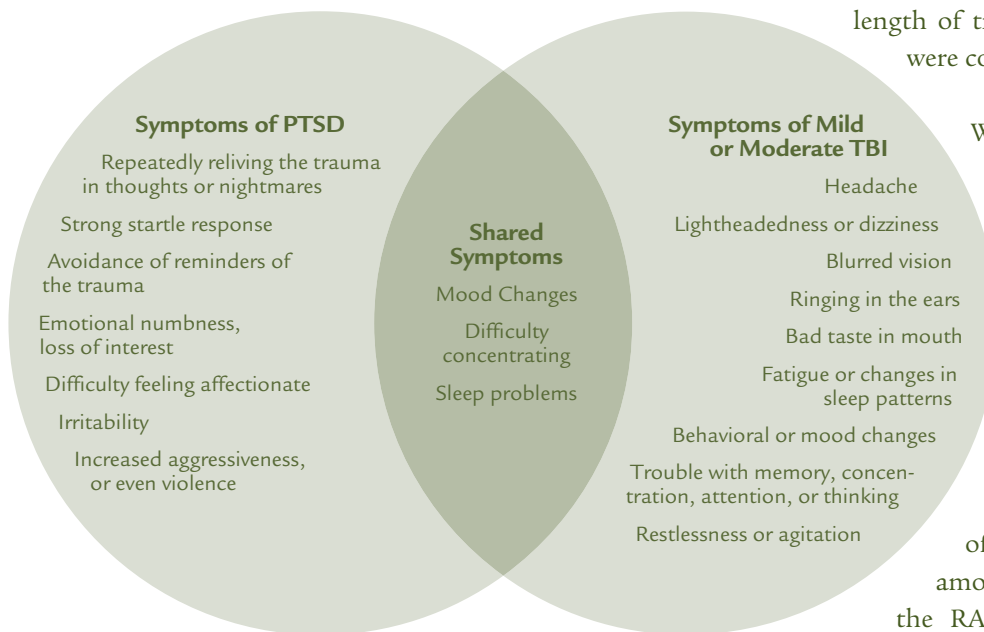 length of
were
Symptoms of PTSD
Repeatedly reliving the trauma
in thoughts or nightmares
Strong startle response
Avoidance of reminders of
the trauma
Emotional numbness,
loss of interest
Difficulty feeling affectionate
Irritability
Increased aggressiveness,
or even violence
Shared
Symptoms
Mood Changes
Difficulty
concentrating
Sleep problems
Symptoms of Mild
or Moderate TBI
Headache
Lightheadedness or dizziness
Blurred vision
Ringing in the ears
Bad taste in mouth
Fatigue or changes in
sleep patterns
Behavioral or mood changes
Trouble with memory, concen-
tration, attention, or thinking
Restlessness or agitation
of
the